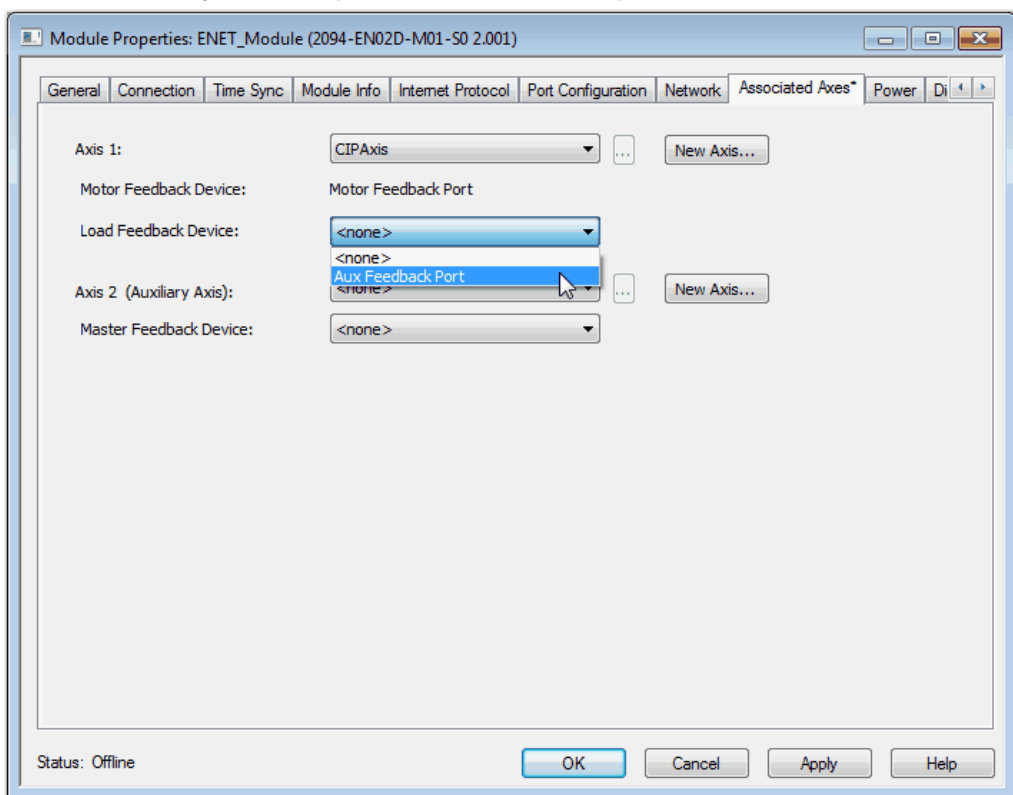 Module Properties: ENET_Module (2094-EN02D-M01-S0 2.001)
General Connection Time Sync Module Info Internet Protocol Port Configuration Network Associated Axes* Power Di
Axis 1: CIPAxis ... New Axis...
Motor Feedback Device: Motor Feedback Port
Load Feedback Device: <none>
<none>
Aux Feedback Port
Axis 2 (Auxiliary Axis): <none> ... New Axis...
Master Feedback Device: <none>
Status: Offline OK Cancel Apply Help